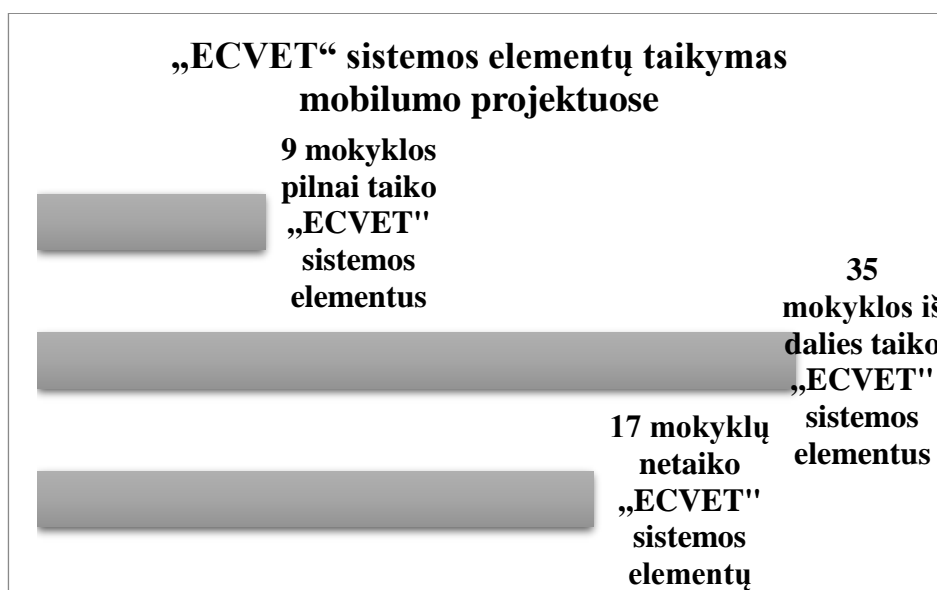 „ECVET“ sistemos elementų taikymas
mobilumo projektuose
9 mokyklos
pilnai taiko
„ECVET"
sistemos
elementus
35
mokyklos iš
dalies taiko
„ECVET"
sistemos
elementus
17 mokyklų
netaiko
„ECVET"
sistemos
elementų